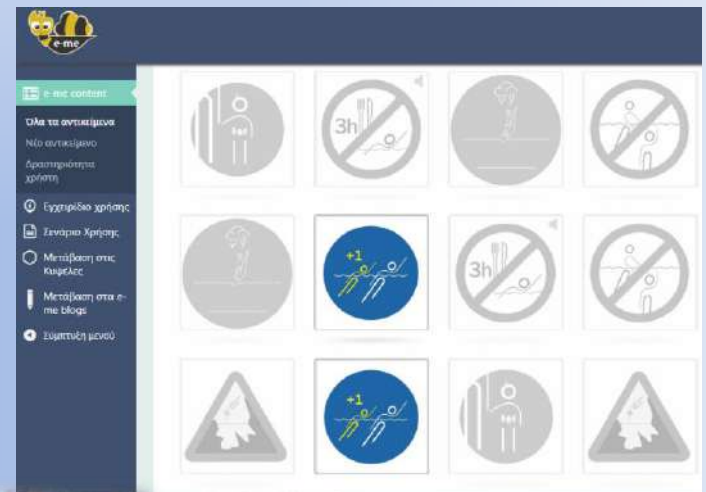 e-me
e-me content
Όλα τα αντικείμενα
Νέο αντικείμενο
Δραστηριότητα
χρήστη
Εγχειρίδιο χρήσης
Σενάριο Χρήσης
Μετάβαση στις
Κυψέλες
Μετάβαση στα e-
me blogs
Σύμπτυξη μενού
3h
+1
3h
+1